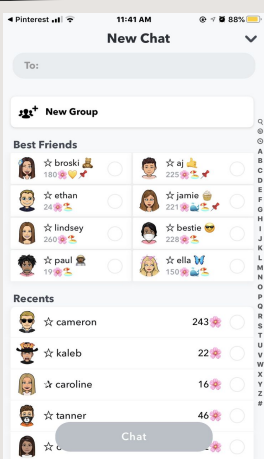 Pinterest 11:41 AM 88%
New Chat
To:
New Group
Best Friends
☆ broski 🧸 ☆ aj 👍
180🌸💛📌 225🌸🏖️📌
☆ ethan ☆ jamie
24🌸🏖️ 221🌸📌
☆ lindsey ☆ bestie 😎
260🌸🏖️ 228🌸🏖️
☆ paul ☆ ella 🦋
19🌸🏖️ 150🌸🏖️
Recents
☆ cameron 243🌸
☆ kaleb 22🌸
☆ caroline 16🌸
☆ tanner 46🌸
Chat
A
B
C
D
E
F
G
H
I
J
K
L
M
N
O
P
Q
R
S
T
U
V
W
X
Y
Z
#